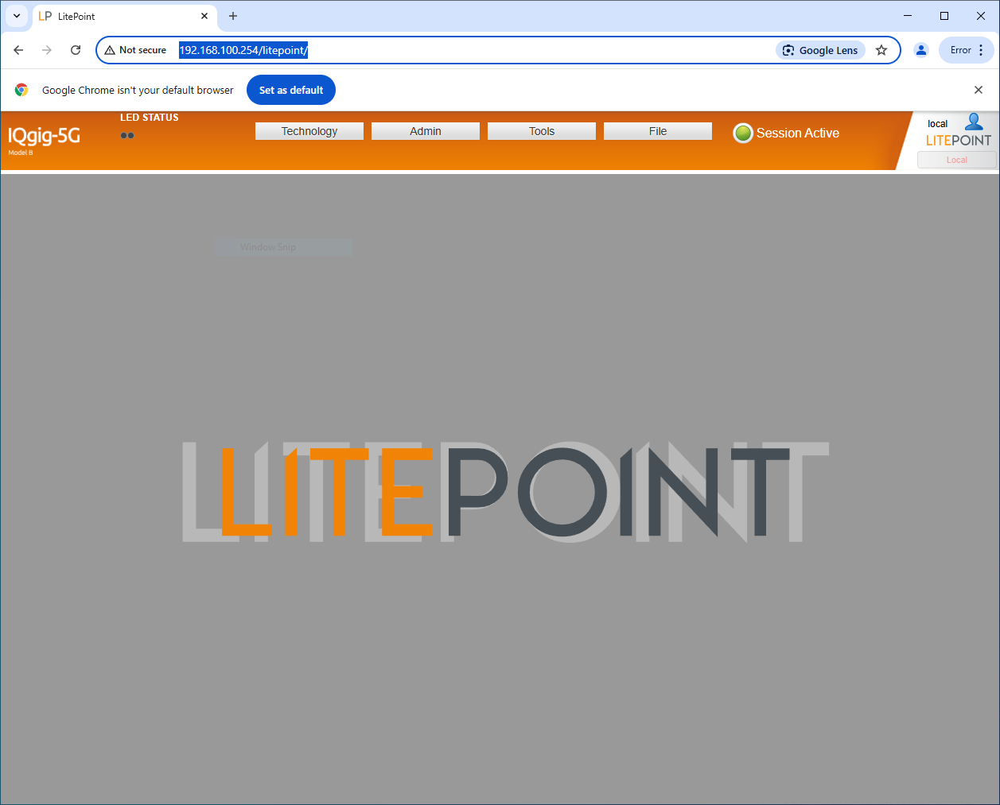 LP LitePoint
Not secure 192.168.100.254/litepoint/ Google Lens Error
Google Chrome isn't your default browser Set as default
LED STATUS
IQgig-5G
Model B
Technology Admin Tools File Session Active
local
LITEPOINT
Local
Window Snip
LITEPOINT